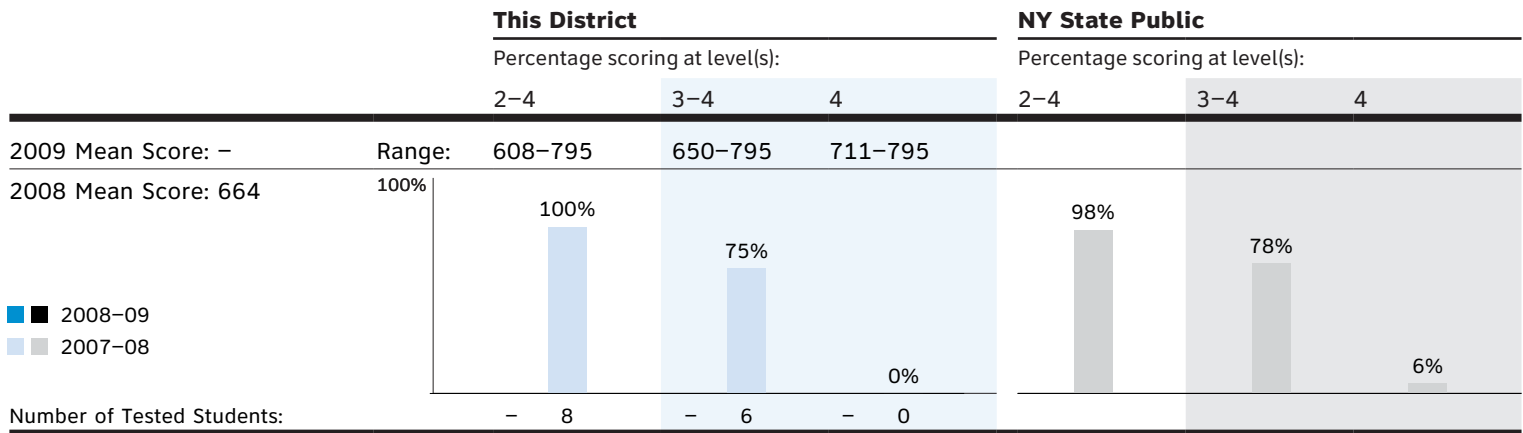 This District NY State Public
Percentage scoring at level(s): Percentage scoring at level(s):
2–4 3–4 4 2–4 3–4 4
2009 Mean Score: – Range: 608–795 650–795 711–795
2008 Mean Score: 664 100%
100% 75% 0% 98% 78% 6%
2008–09
2007–08
Number of Tested Students: – 8 – 6 – 0